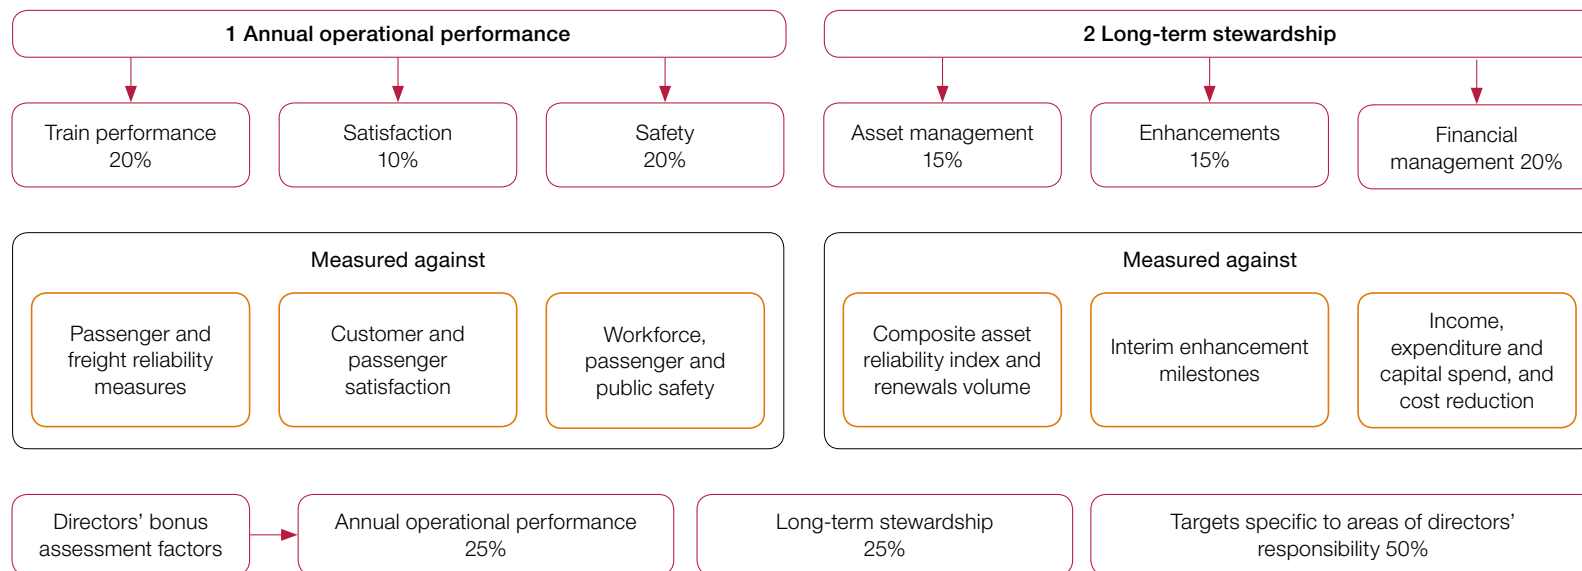 1 Annual operational performance
2 Long-term stewardship
Train performance
20%
Satisfaction
10%
Safety
20%
Asset management
15%
Enhancements
15%
Financial
management 20%
Measured against
Passenger and
freight reliability
measures
Customer and
passenger
satisfaction
Workforce,
passenger and
public safety
Measured against
Composite asset
reliability index and
renewals volume
Interim enhancement
milestones
Income,
expenditure and
capital spend, and
cost reduction
Directors’ bonus
assessment factors
Annual operational performance
25%
Long-term stewardship
25%
Targets specific to areas of directors’
responsibility 50%